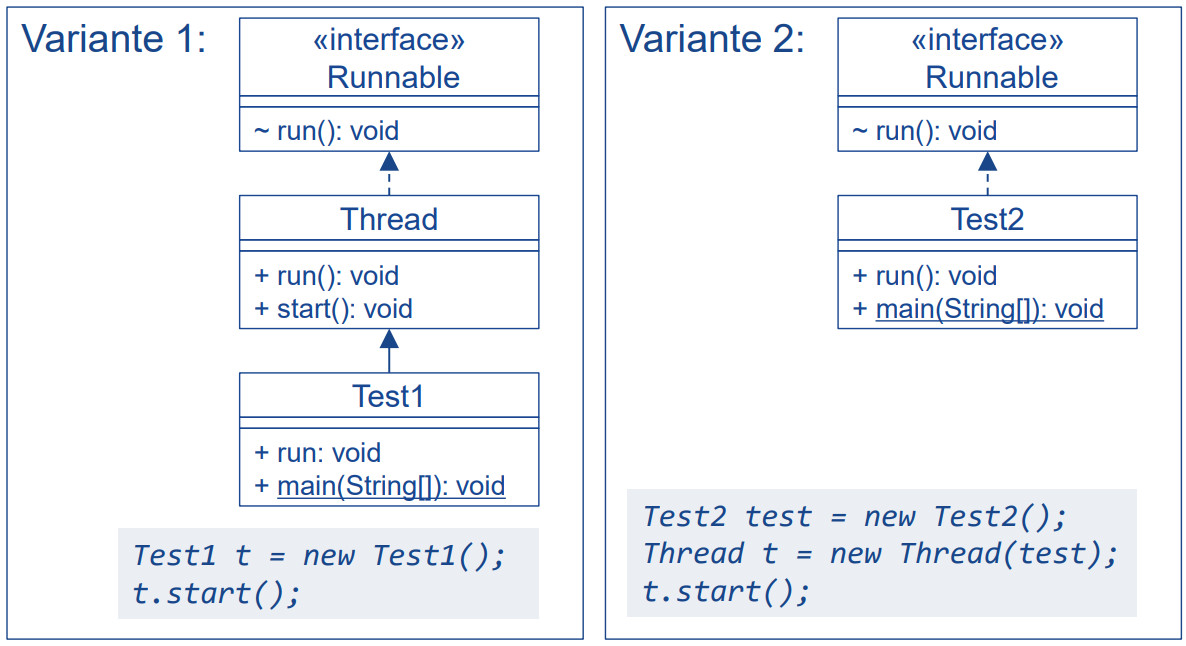 Variante 1:
«interface»
Runnable
~ run(): void
Thread
+ run(): void
+ start(): void
Test1
+ run: void
+ main(String[]): void
Test1 t = new Test1();
t.start();
Variante 2:
«interface»
Runnable
~ run(): void
Test2
+ run(): void
+ main(String[]): void
Test2 test = new Test2();
Thread t = new Thread(test);
t.start();